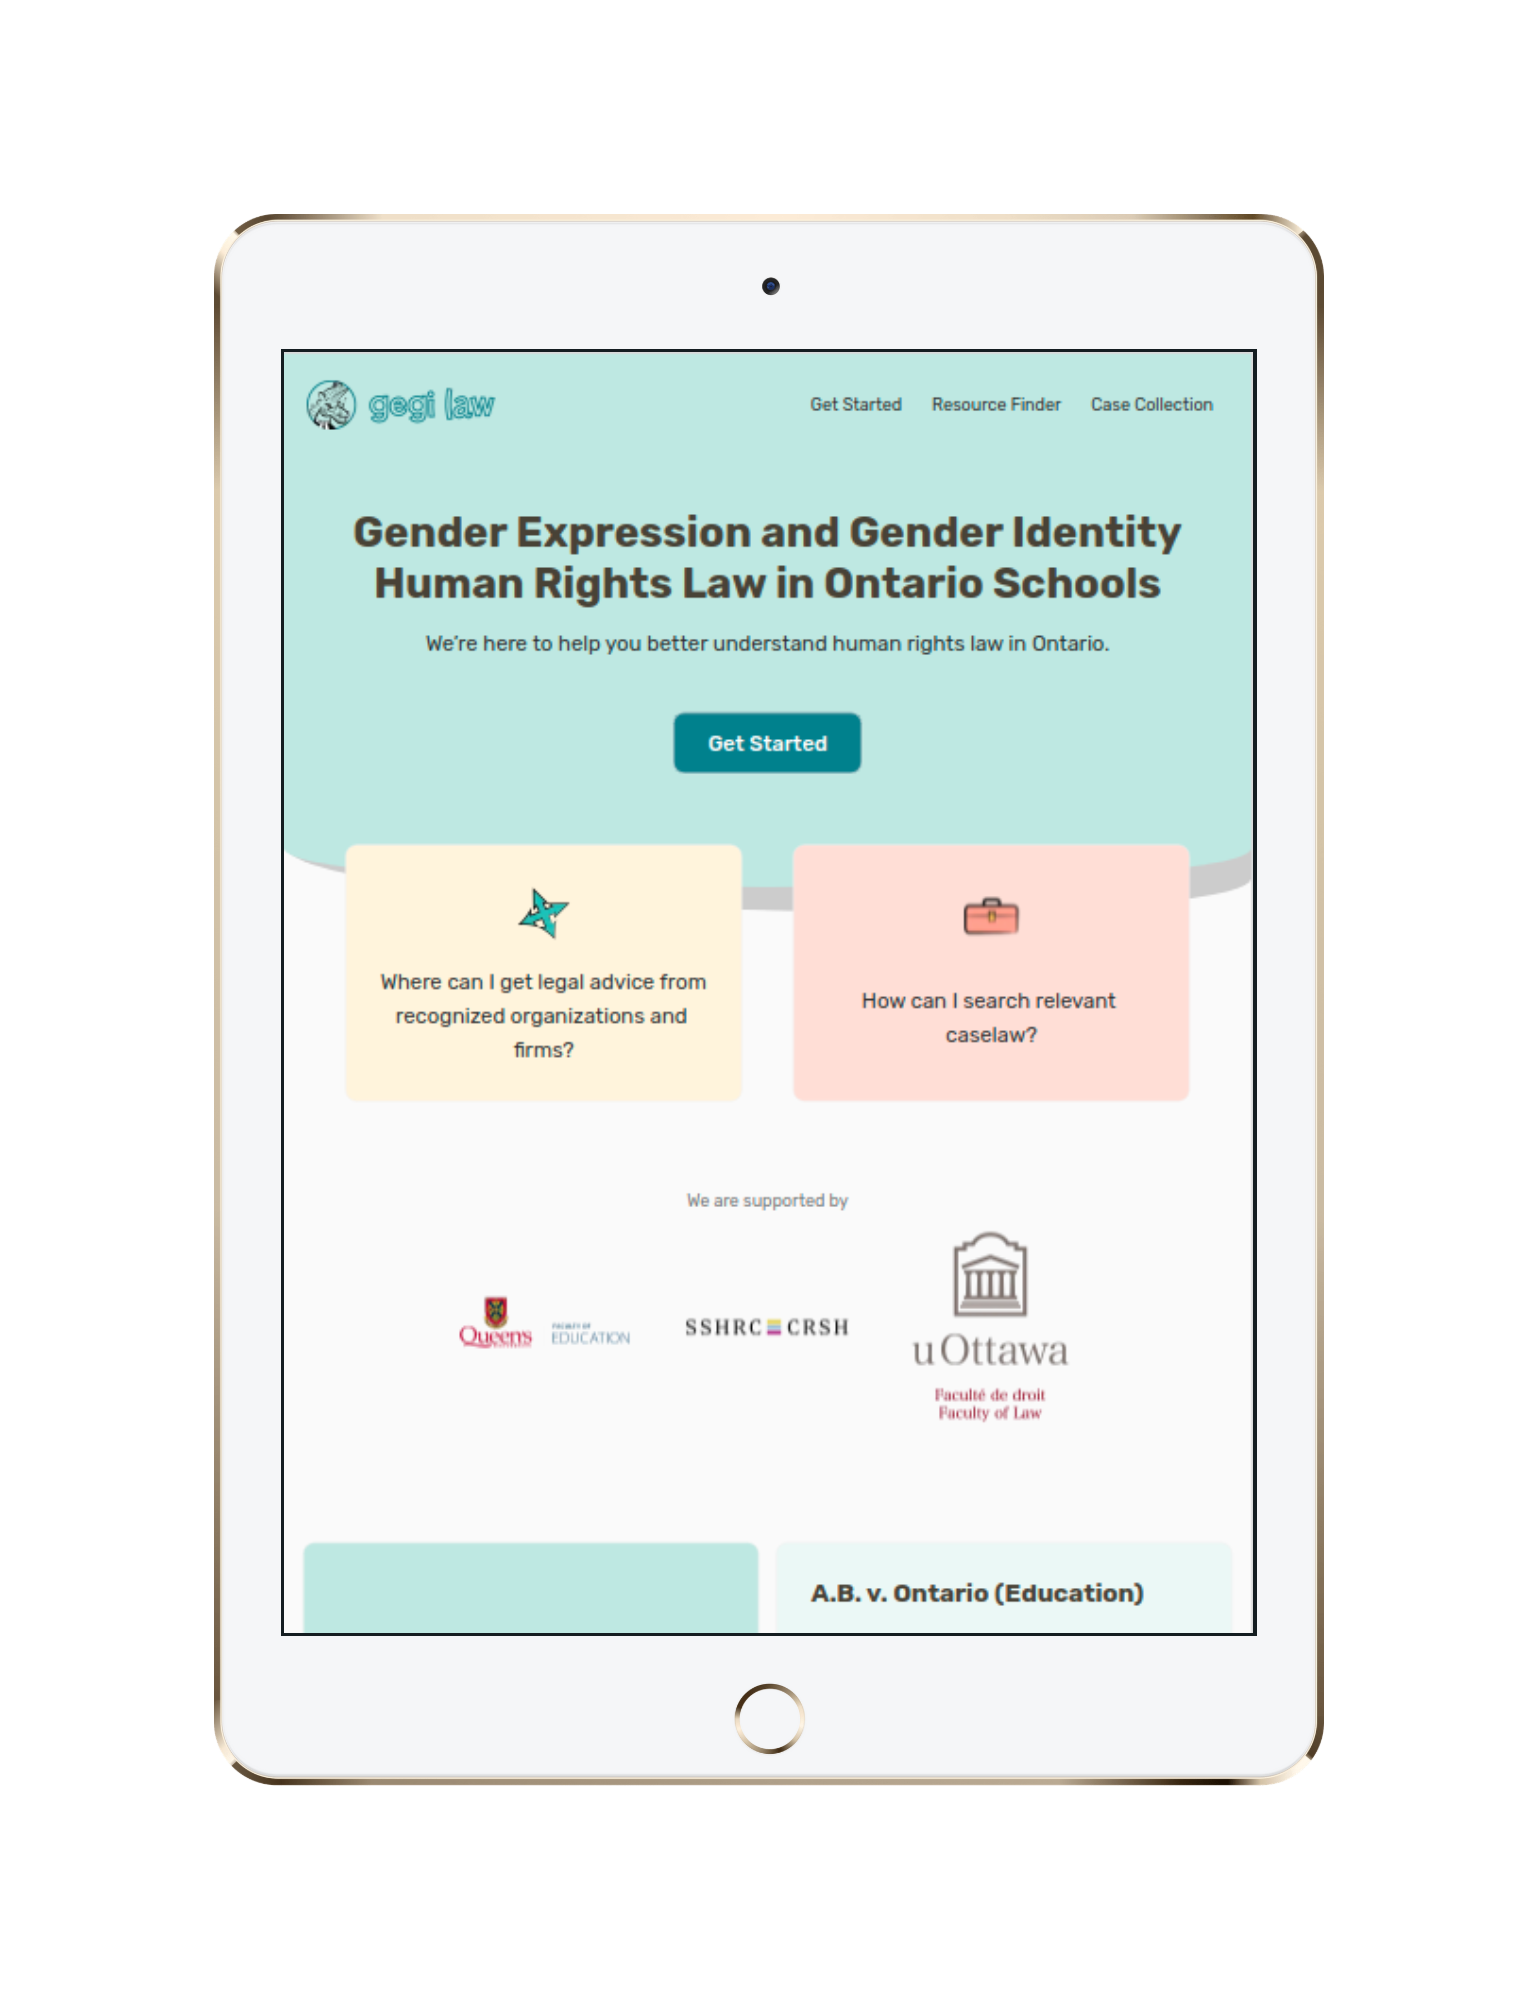 gegi law
Get Started
Resource Finder
Case Collection
Gender Expression and Gender Identity
Human Rights Law in Ontario Schools
We're here to help you better understand human rights law in Ontario.
Get Started
Where can I get legal advice from
recognized organizations and
firms?
How can I search relevant
caselaw?
We are supported by
Queen's
UNIVERSITY
FACULTY OF
EDUCATION
SSHRC CRSH
uOttawa
Faculté de droit
Faculty of Law
A.B. v. Ontario (Education)